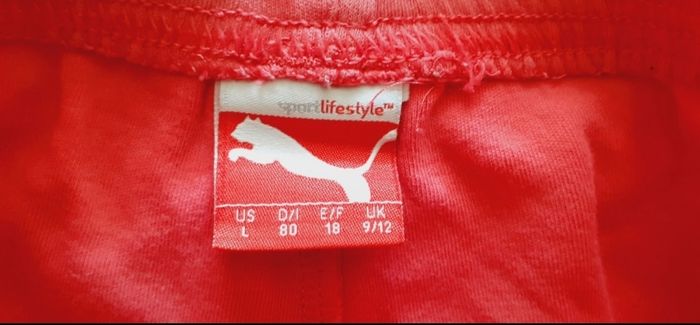 sportlifestyle™
US D/I E/F UK
L 80 18 9/12